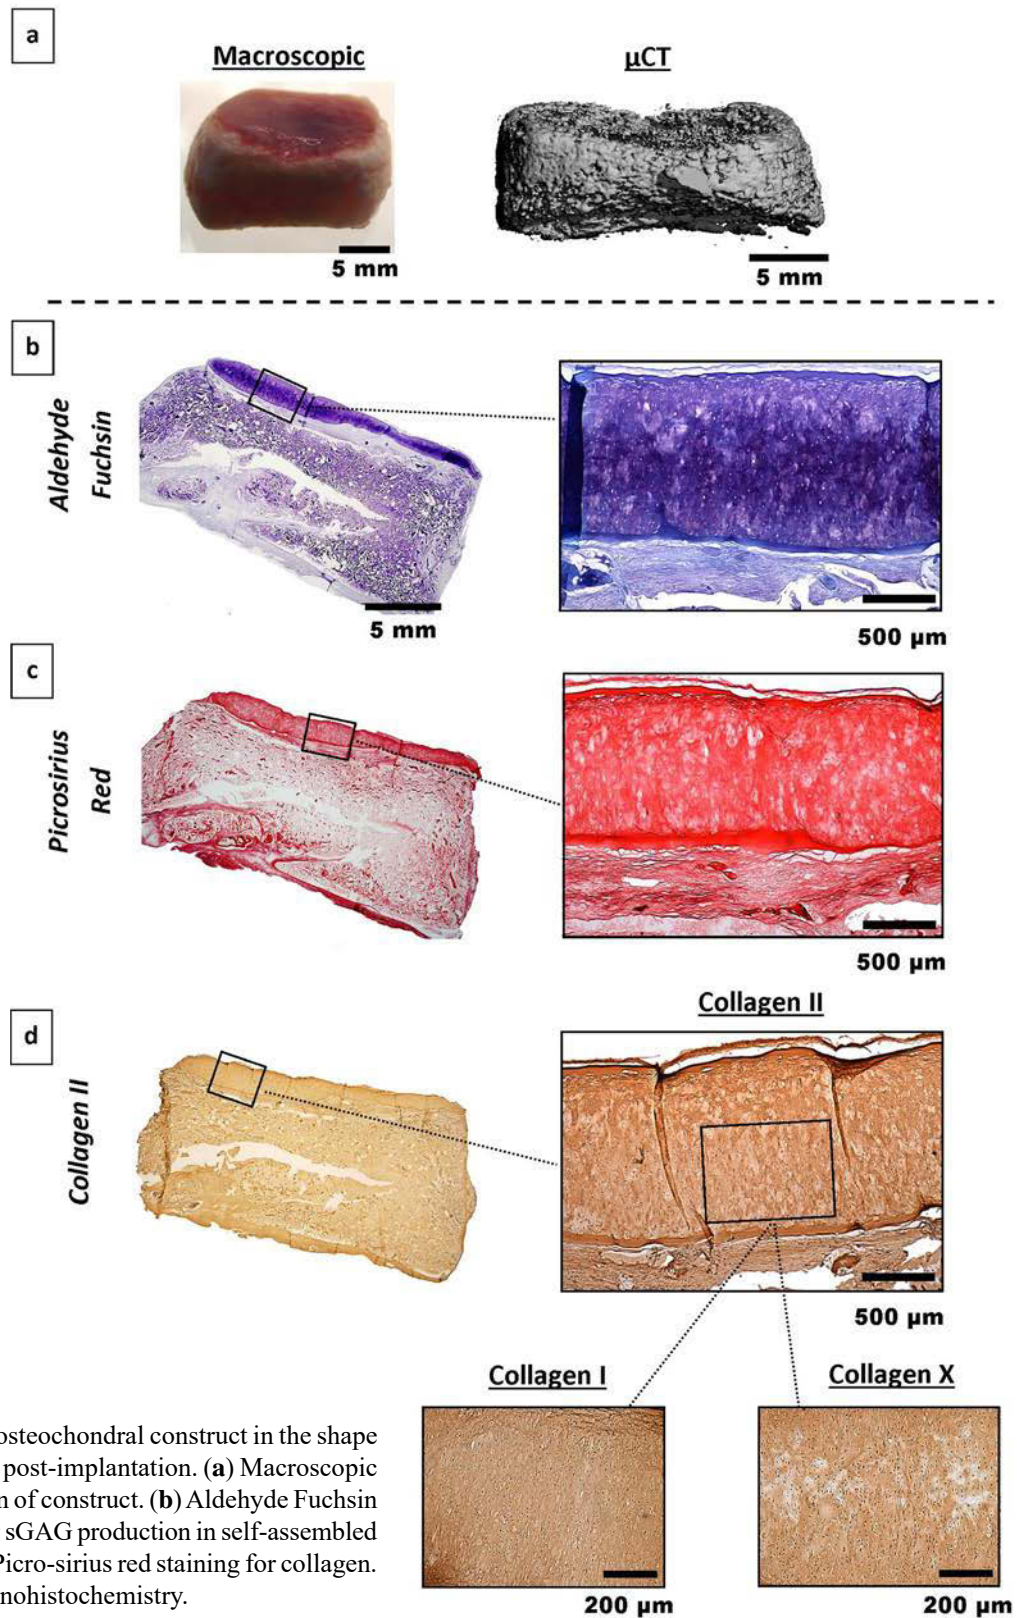 a
Macroscopic
µCT
5 mm
5 mm
b
Aldehyde
Fuchsin
5 mm
500 µm
c
Picrosirius
Red
500 µm
Collagen II
d
Collagen II
500 µm
Collagen I
Collagen X
osteochondral construct in the shape
post-implantation. (a) Macroscopic
n of construct. (b) Aldehyde Fuchsin
sGAG production in self-assembled
Picro-sirius red staining for collagen.
nohistochemistry.
200 µm
200 µm